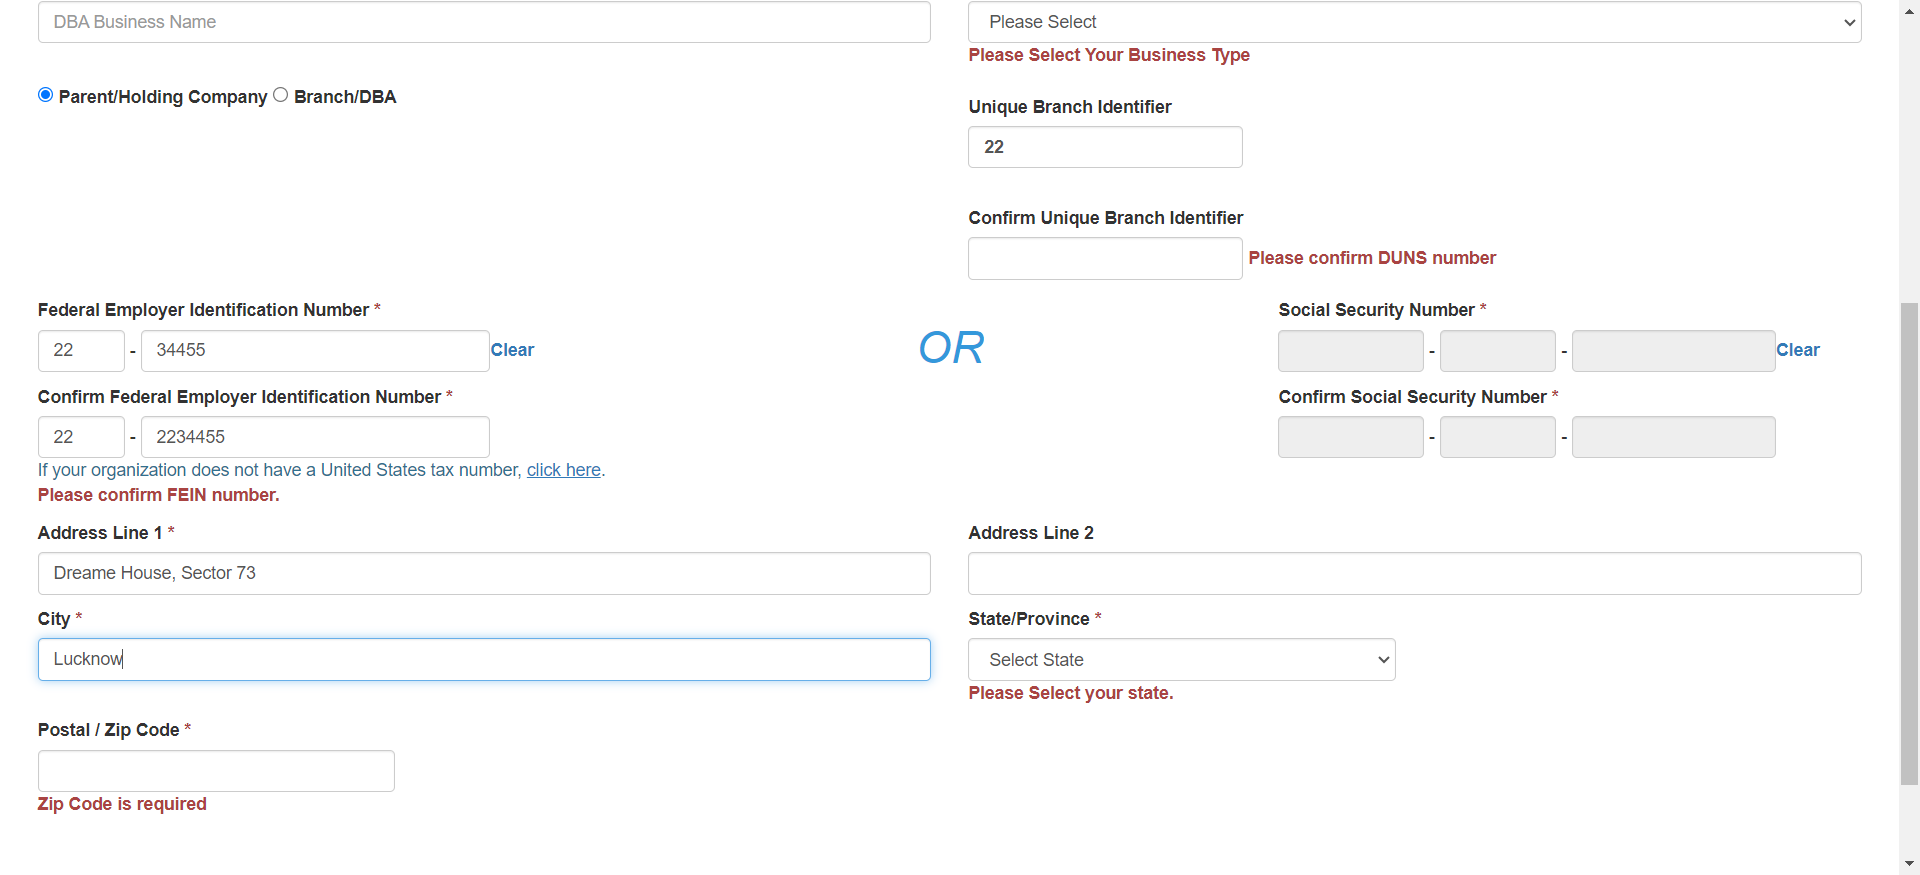 DBA Business Name
Please Select
Please Select Your Business Type
Parent/Holding Company Branch/DBA
Unique Branch Identifier
22
Confirm Unique Branch Identifier
Please confirm DUNS number
Federal Employer Identification Number *
22 - 34455 Clear
OR
Social Security Number *
- - Clear
Confirm Federal Employer Identification Number *
22 - 2234455
Confirm Social Security Number *
- -
If your organization does not have a United States tax number, click here.
Please confirm FEIN number.
Address Line 1 *
Dreame House, Sector 73
Address Line 2
City *
Lucknow
State/Province *
Select State
Please Select your state.
Postal / Zip Code *
Zip Code is required